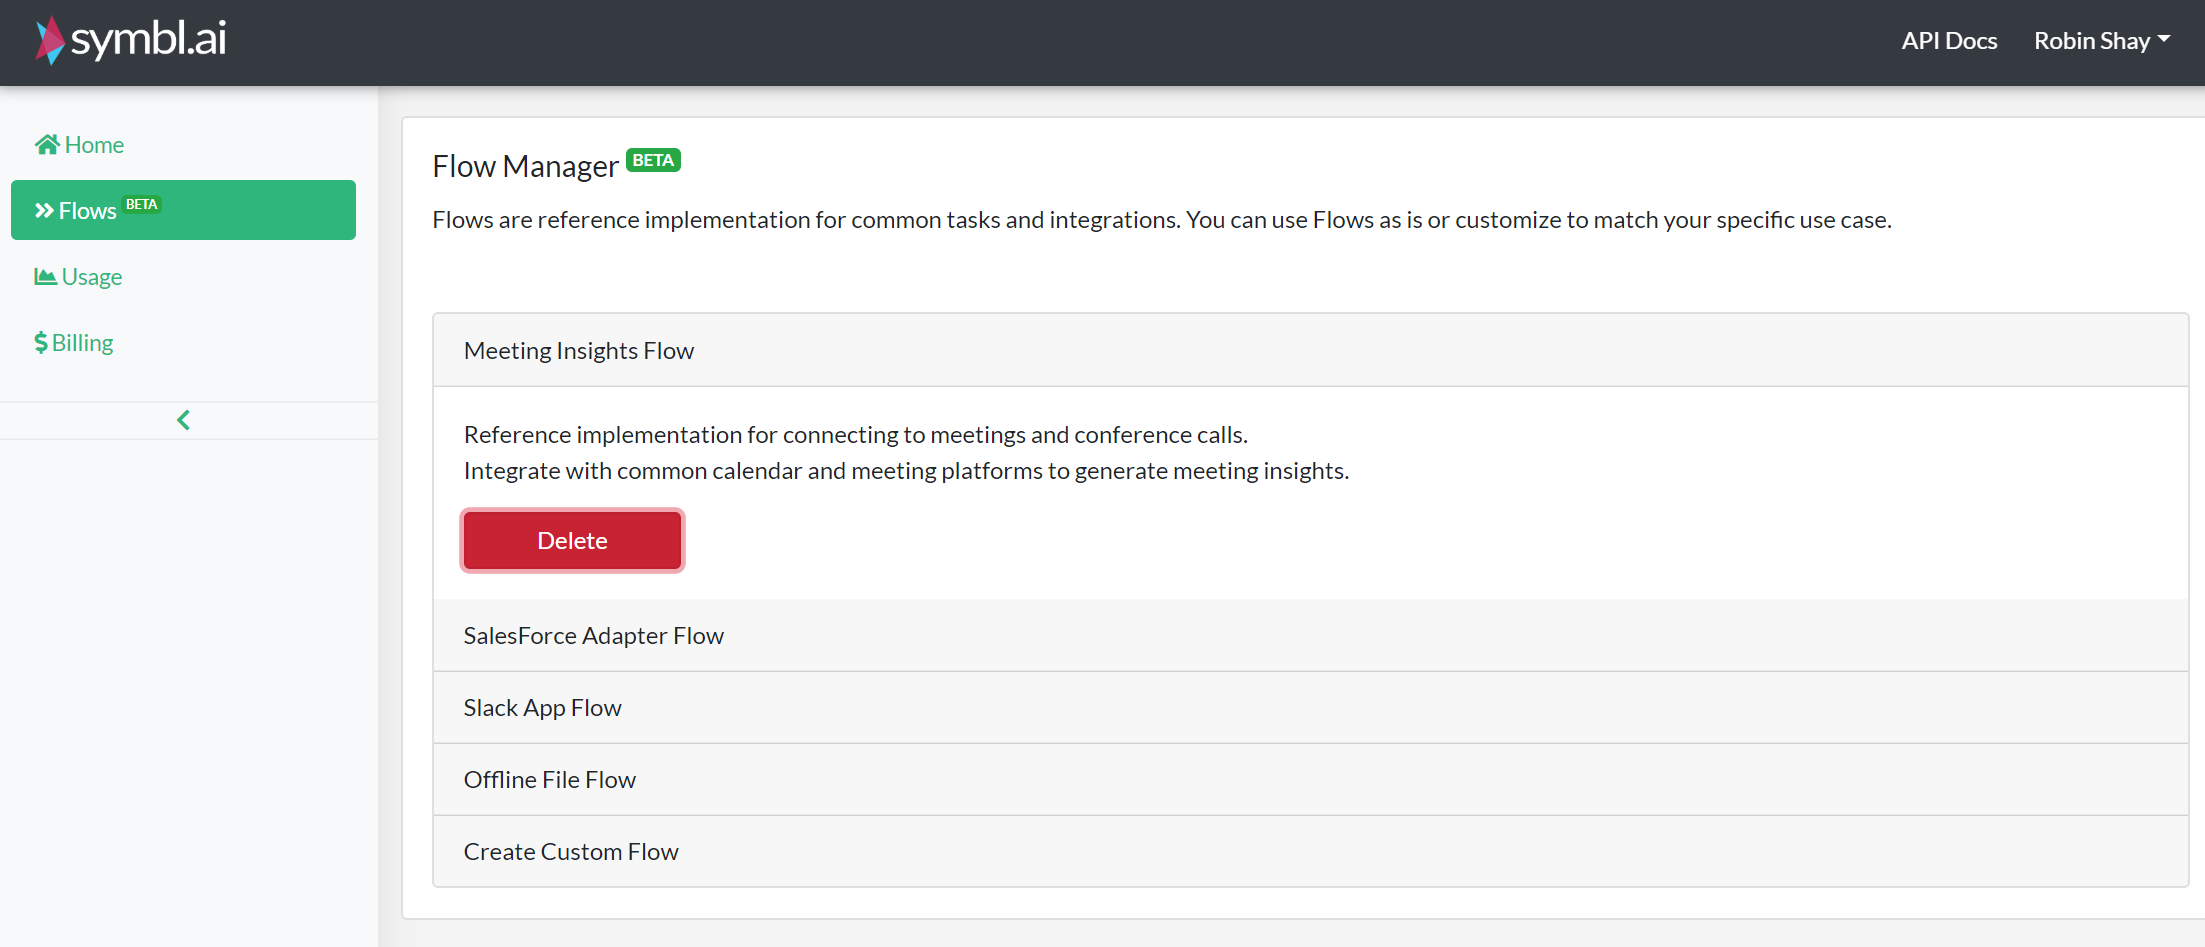 symbl.ai
API Docs
Robin Shay
Home
Flows BETA
Usage
Billing
Flow Manager BETA
Flows are reference implementation for common tasks and integrations. You can use Flows as is or customize to match your specific use case.
Meeting Insights Flow
Reference implementation for connecting to meetings and conference calls.
Integrate with common calendar and meeting platforms to generate meeting insights.
Delete
SalesForce Adapter Flow
Slack App Flow
Offline File Flow
Create Custom Flow